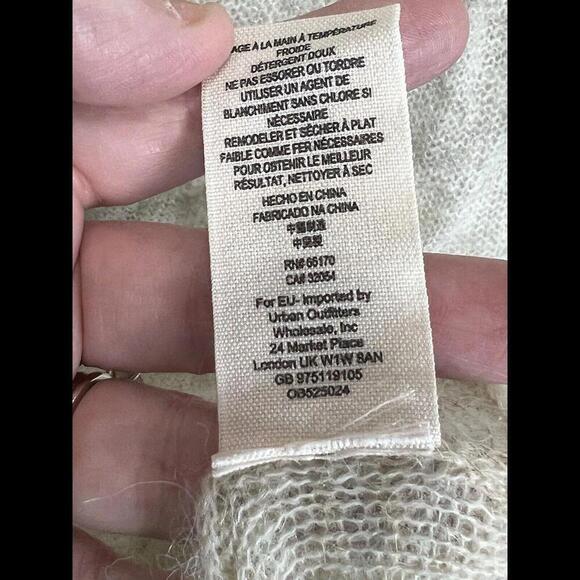 AGE À LA MAIN À TEMPÉRATURE
FROIDE
DÉTERGENT DOUX
NE PAS ESSORER OU TORDRE
UTILISER UN AGENT DE
BLANCHIMENT SANS CHLORE SI
NÉCESSAIRE
REMODELER ET SÉCHER À PLAT
FAIBLE COMME FER NÉCESSAIRES
POUR OBTENIR LE MEILLEUR
RÉSULTAT, NETTOYER À SEC
HECHO EN CHINA
FABRICADO NA CHINA
中國製造
中国製
RN# 66170
CA# 32054
For EU- Imported by
Urban Outfitters
Wholesale, Inc
24 Market Place
London UK W1W 8AN
GB 975119105
OB525024